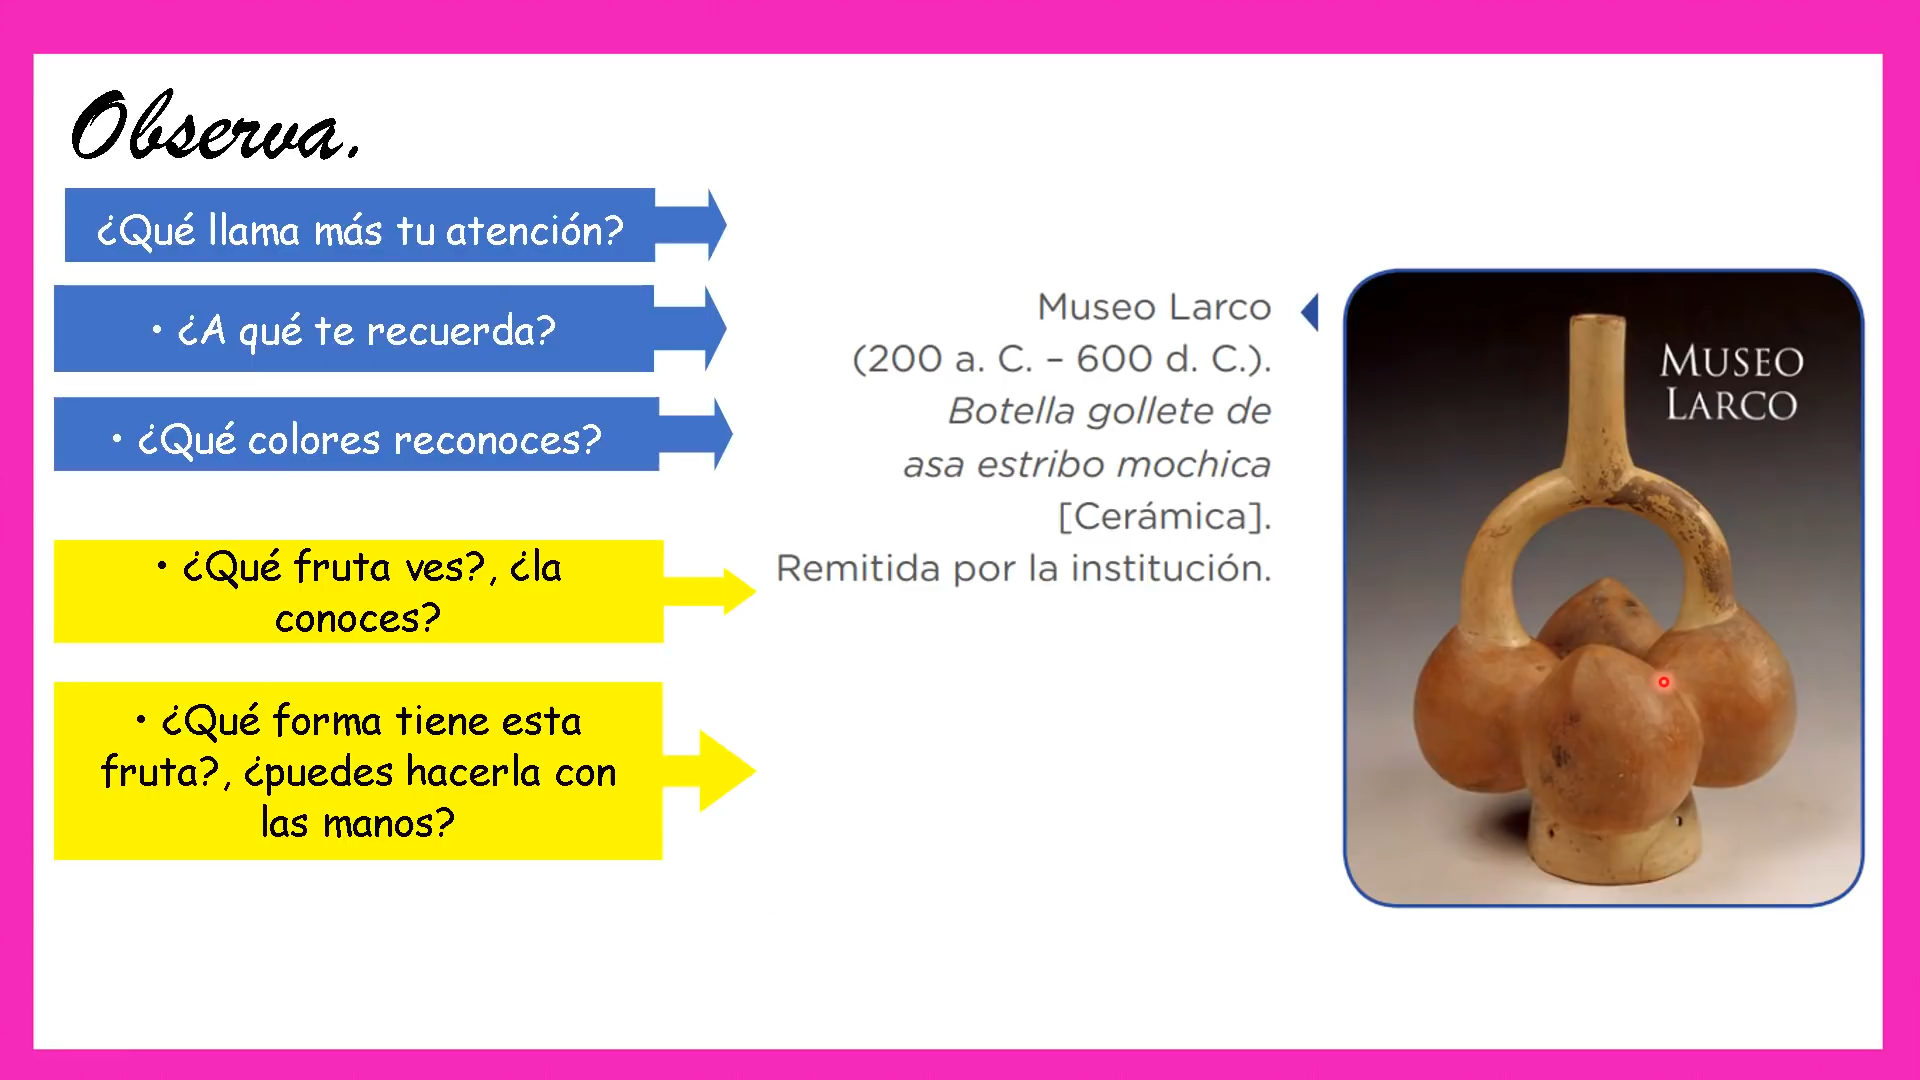 Observa.
¿Qué llama más tu atención?
• ¿A qué te recuerda?
• ¿Qué colores reconoces?
• ¿Qué fruta ves?, ¿la
conoces?
• ¿Qué forma tiene esta
fruta?, ¿puedes hacerla con
las manos?
Museo Larco
(200 a. C. – 600 d. C.).
Botella gollete de
asa estribo mochica
[Cerámica].
Remitida por la institución.
MUSEO
LARCO